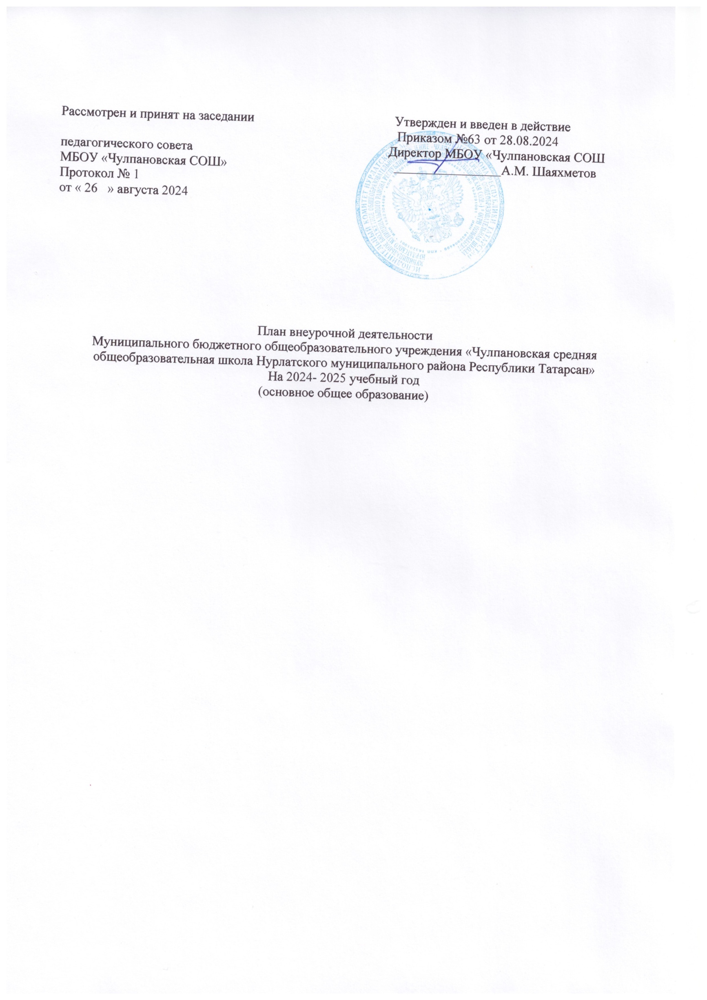 Рассмотрен и принят на заседании
педагогического совета
МБОУ «Чулпановская СОШ»
Протокол № 1
от « 26 » августа 2024
Утвержден и введен в действие
Приказом №63 от 28.08.2024
Директор МБОУ «Чулпановская СОШ
А.М. Шаяхметов
План внеурочной деятельности
Муниципального бюджетного общеобразовательного учреждения «Чулпановская средняя
общеобразовательная школа Нурлатского муниципального района Республики Татарсан»
На 2024- 2025 учебный год
(основное общее образование)